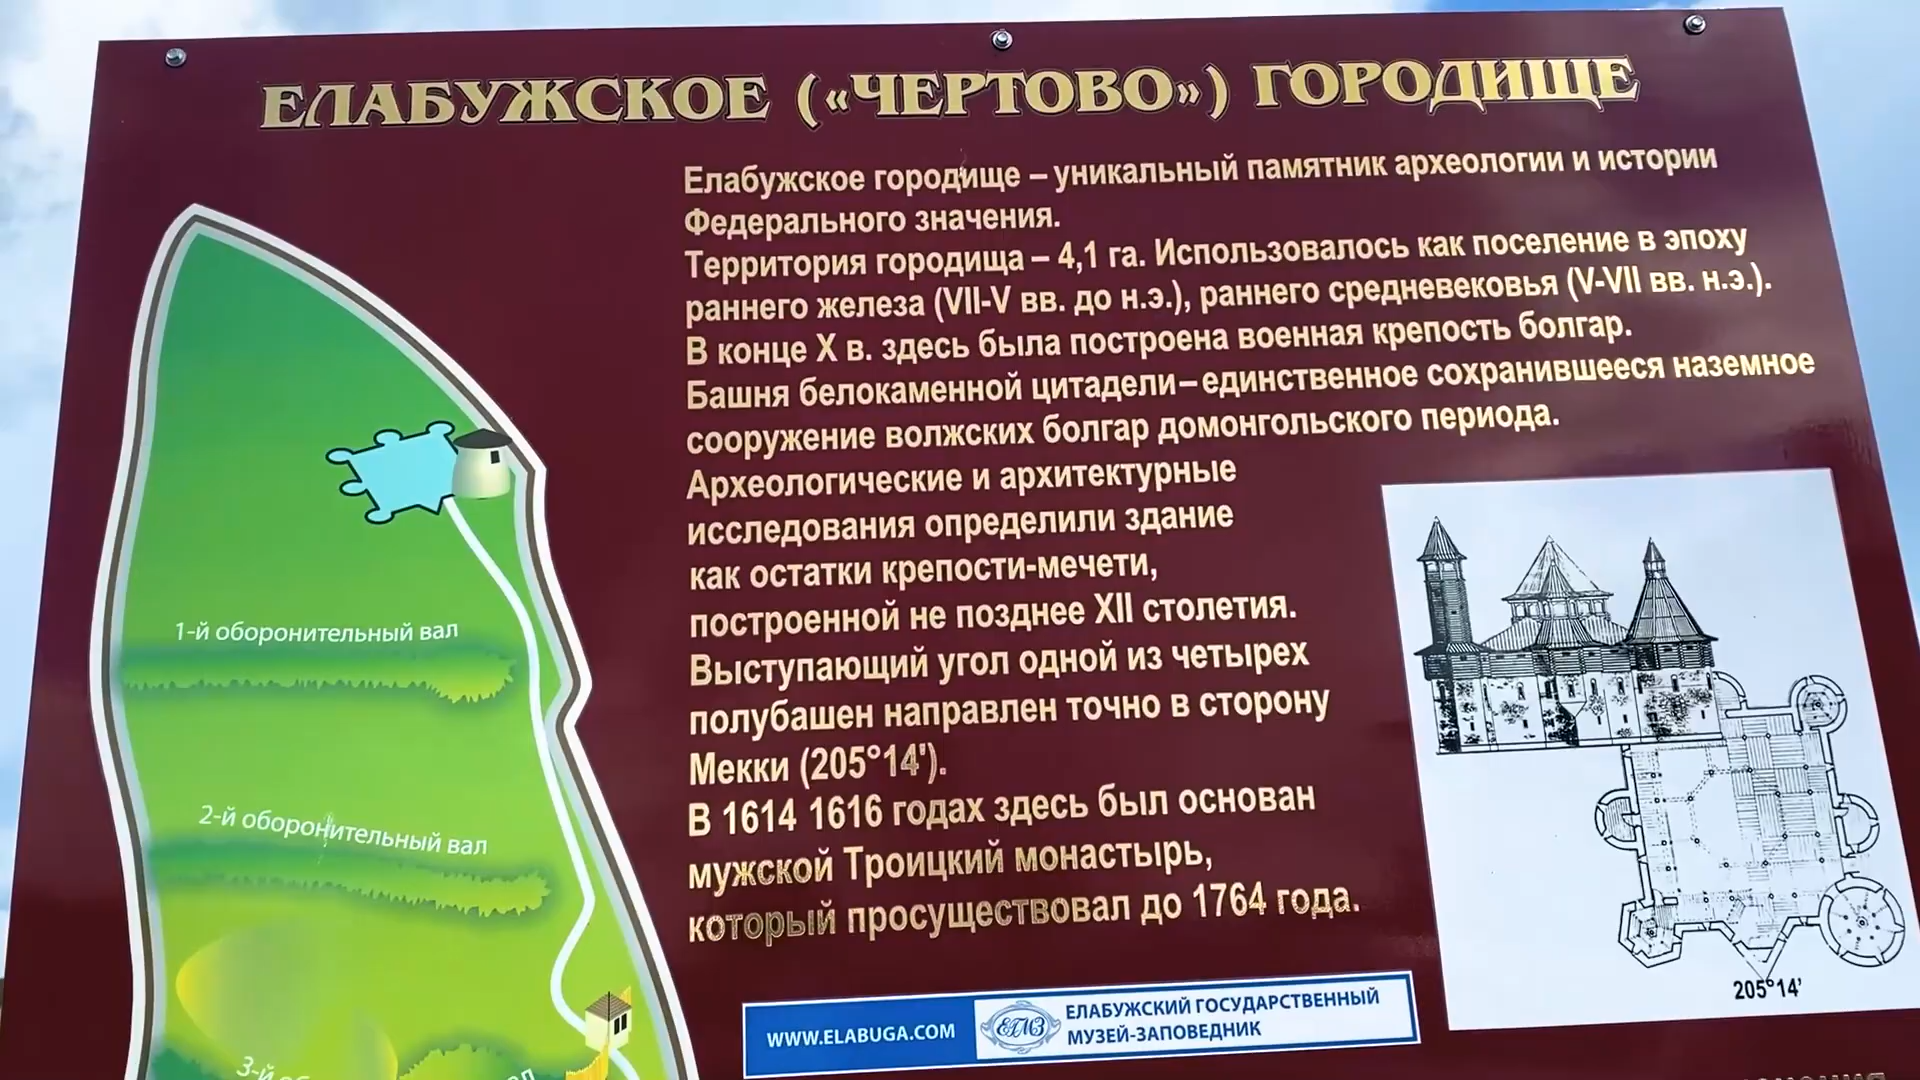 ЕЛАБУЖСКОЕ («ЧЕРТОВО») ГОРОДИЩЕ
Елабужское городище – уникальный памятник археологии и истории
Федерального значения.
Территория городища – 4,1 га. Использовалось как поселение в эпоху
раннего железа (VII-V вв. до н.э.), раннего средневековья (V-VII вв. н.э.).
В конце X в. здесь была построена военная крепость болгар.
Башня белокаменной цитадели – единственное сохранившееся наземное
сооружение волжских болгар домонгольского периода.
Археологические и архитектурные
исследования определили здание
как остатки крепости-мечети,
построенной не позднее XII столетия.
Выступающий угол одной из четырех
полубашен направлен точно в сторону
Мекки (205°14').
В 1614 1616 годах здесь был основан
мужской Троицкий монастырь,
который просуществовал до 1764 года.
1-й оборонительный вал
2-й оборонительный вал
3-й
205°14'
WWW.ELABUGA.COM
ЕГМЗ
ЕЛАБУЖСКИЙ ГОСУДАРСТВЕННЫЙ
МУЗЕЙ-ЗАПОВЕДНИК